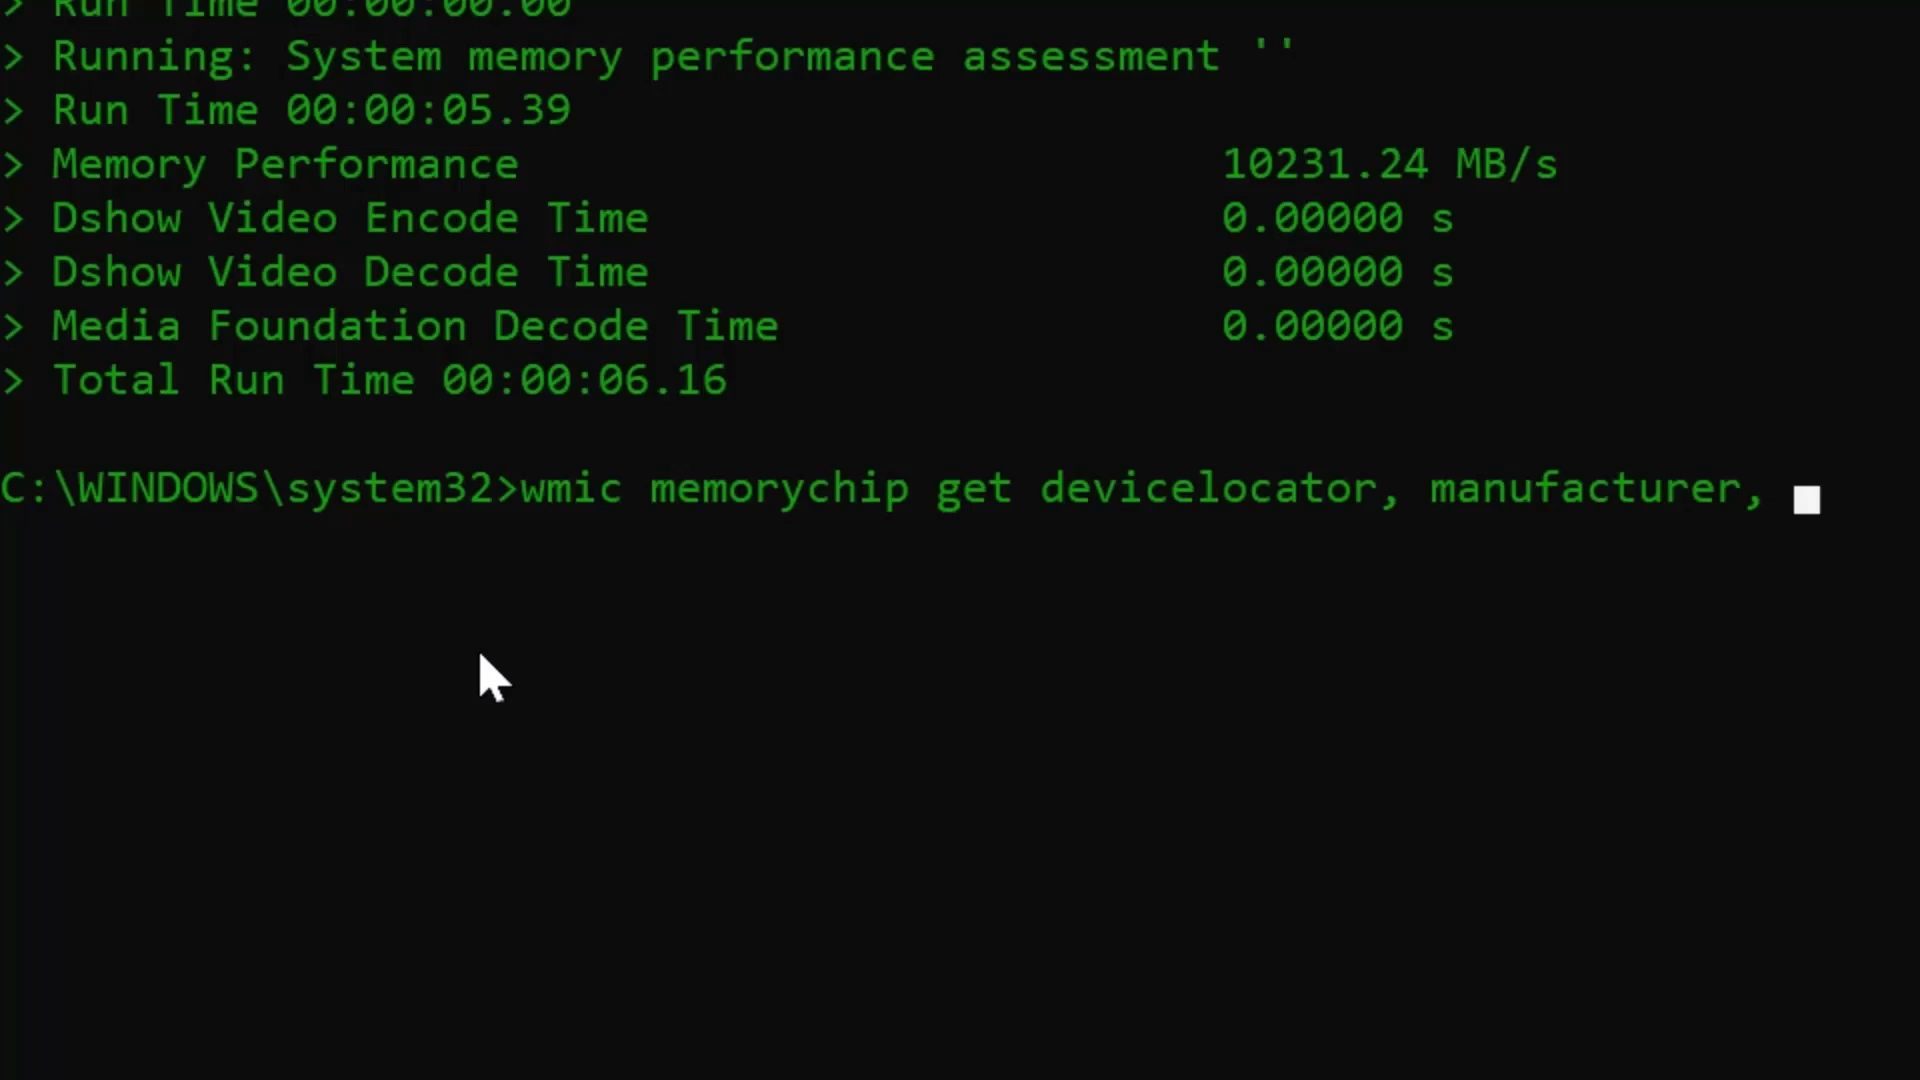 > Run Time 00:00:00.00
> Running: System memory performance assessment ''
> Run Time 00:00:05.39
> Memory Performance 10231.24 MB/s
> Dshow Video Encode Time 0.00000 s
> Dshow Video Decode Time 0.00000 s
> Media Foundation Decode Time 0.00000 s
> Total Run Time 00:00:06.16
C:\WINDOWS\system32>wmic memorychip get devicelocator, manufacturer,